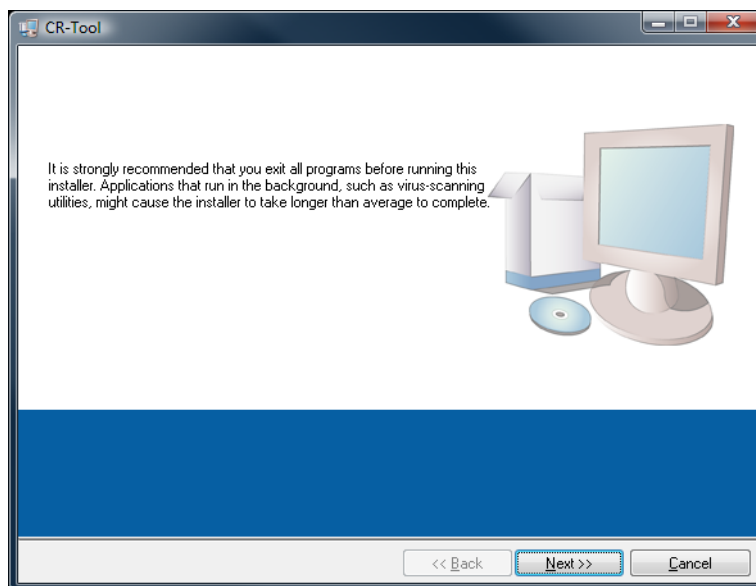 CR-Tool
It is strongly recommended that you exit all programs before running this
installer. Applications that run in the background, such as virus-scanning
utilities, might cause the installer to take longer than average to complete.
<< Back
Next >>
Cancel